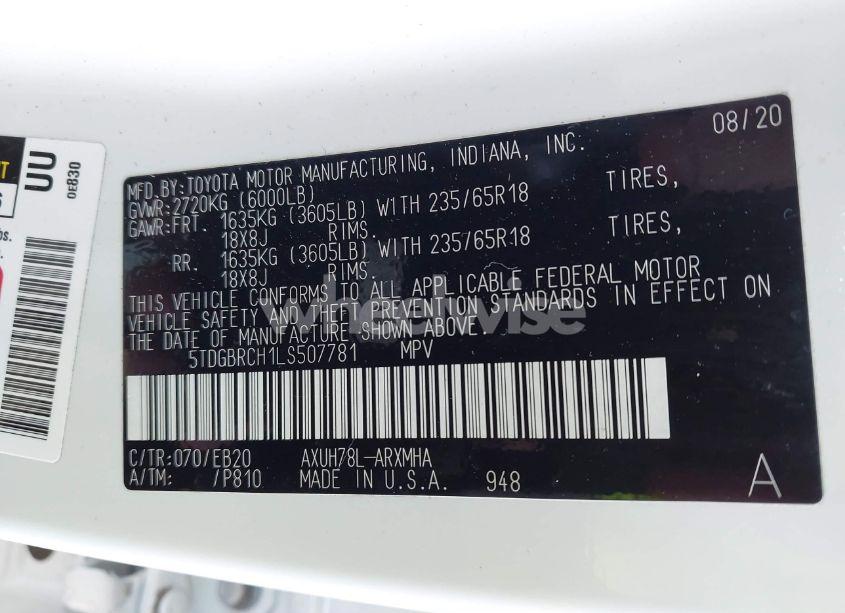 08/20
MFD.BY:TOYOTA MOTOR MANUFACTURING, INDIANA, INC.
GVWR:2720KG (6000LB)
GAWR:FRT. 1635KG (3605LB) WITH 235/65R18 TIRES,
18X8J RIMS.
RR. 1635KG (3605LB) WITH 235/65R18 TIRES,
18X8J RIMS.
THIS VEHICLE CONFORMS TO ALL APPLICABLE FEDERAL MOTOR
VEHICLE SAFETY AND THEFT PREVENTION STANDARDS IN EFFECT ON
THE DATE OF MANUFACTURE SHOWN ABOVE.
5TDGBRCH1LS507781 MPV
C/TR:070/EB20 AXUH78L-ARXMHA
A/TM: /P810 MADE IN U.S.A. 948
A
wheelwise
UU
0E830